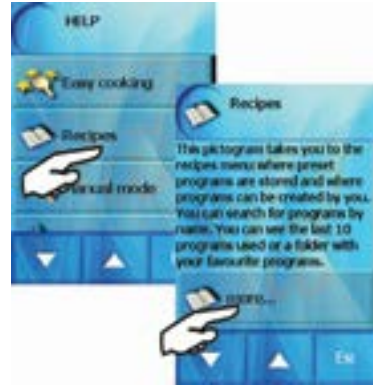 HELP
Easy cooking
Recipes
Manual mode
Recipes
This pictogram takes you to the
recipes menu where preset
programs are stored and where
programs can be created by you.
You can search for programs by
name. You can see the last 10
programs used or a folder with
your favourite programs.
more...
Esc